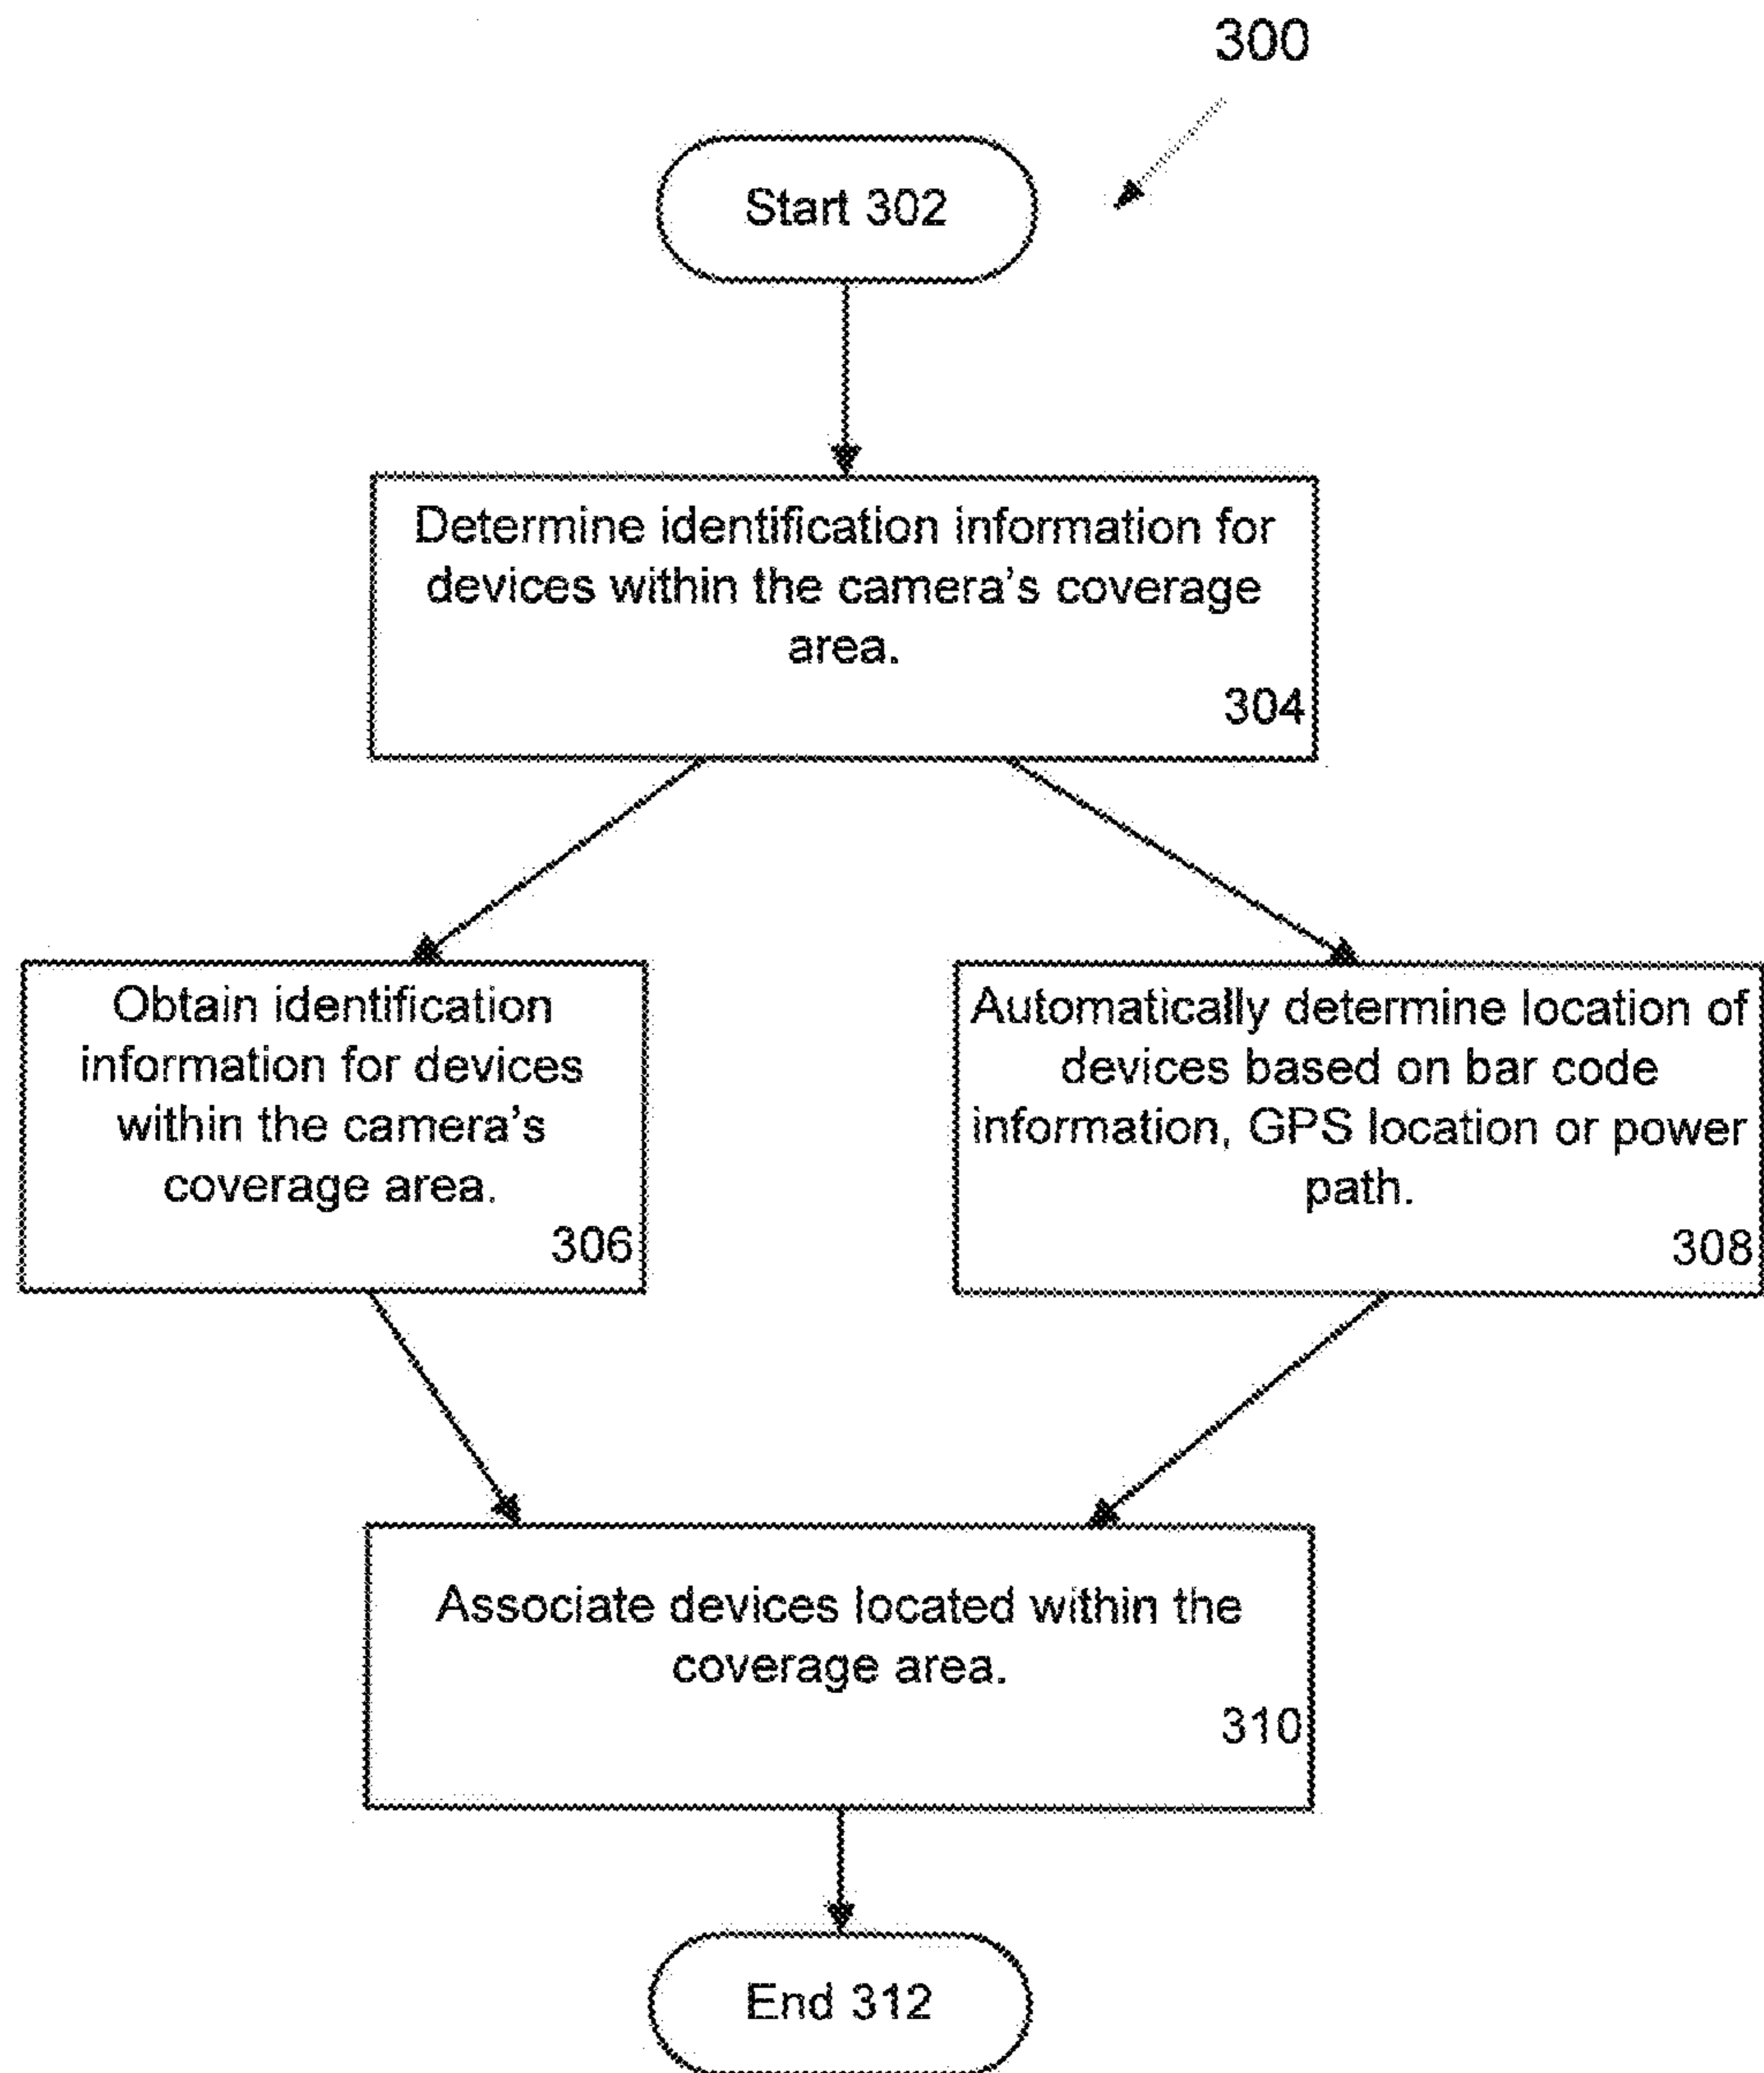 300
Start 302
Determine identification information for
devices within the camera's coverage
area.
304
Obtain identification
information for devices
within the camera's
coverage area.
306
Automatically determine location of
devices based on bar code
information, GPS location or power
path.
308
Associate devices located within the
coverage area.
310
End 312